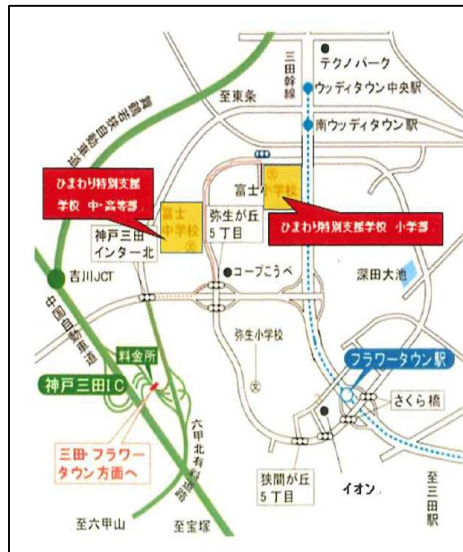 テクノパーク
三田幹線
ウッディタウン中央駅
至東条
南ウッディタウン駅
舞鶴若狭自動車道
ひまわり特別支援
学校 中・高等部
富士小学校
文
富士
中学校
文
弥生が丘
5丁目
ひまわり特別支援学校 小学部
神戸三田
インター北
コープこうべ
深田大池
吉川JCT
中国自動車道
弥生小学校
文
フラワータウン駅
料金所
神戸三田IC
さくら橋
六甲北有料道路
三田・フラワー
タウン方面へ
狭間が丘
5丁目
イオン
至三田駅
至六甲山
至宝塚